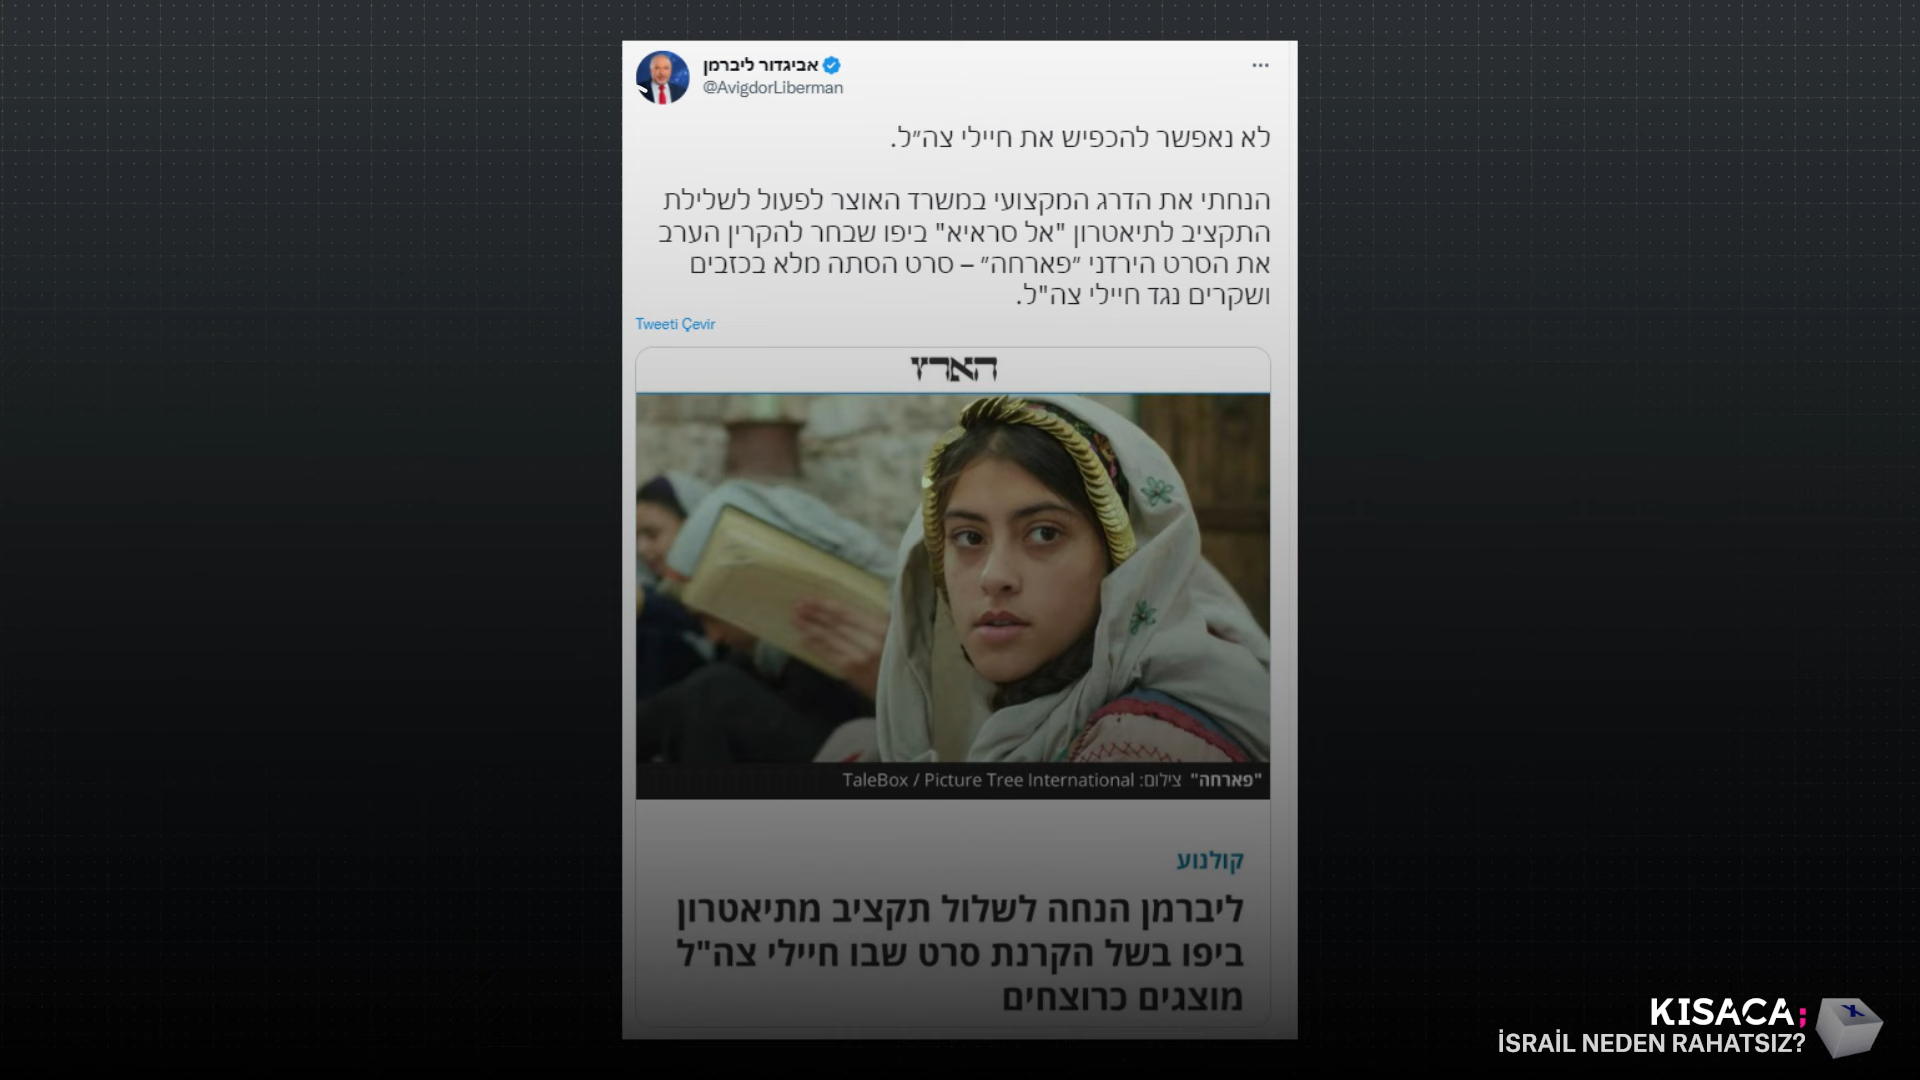 אביגדור ליברמן
@AvigdorLiberman
לא נאפשר להכפיש את חיילי צה״ל.
הנחתי את הדרג המקצועי במשרד האוצר לפעול לשלילת
התקציב לתיאטרון "אל סראיא" ביפו שבחר להקרין הערב
את הסרט הירדני ״פארחה״ – סרט הסתה מלא בכזבים
ושקרים נגד חיילי צה"ל.
Tweeti Çevir
הארץ
"פארחה" צילום: TaleBox / Picture Tree International
קולנוע
ליברמן הנחה לשלול תקציב מתיאטרון
ביפו בשל הקרנת סרט שבו חיילי צה"ל
מוצגים כרוצחים
KISACA;
İSRAİL NEDEN RAHATSIZ?